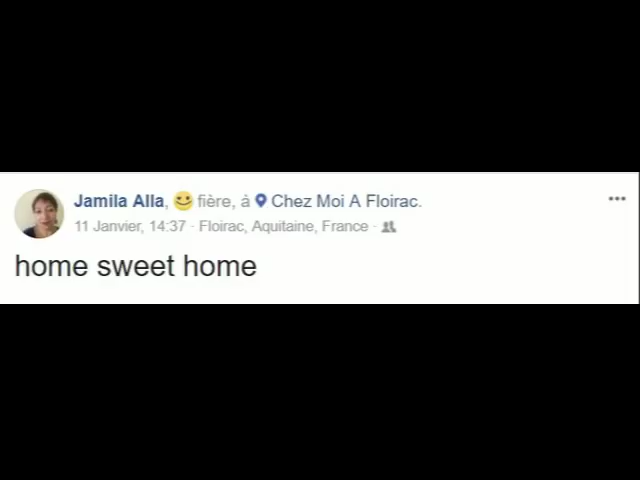 Jamila Alla, fière, à Chez Moi A Floirac.
11 Janvier, 14:37 · Floirac, Aquitaine, France ·
home sweet home